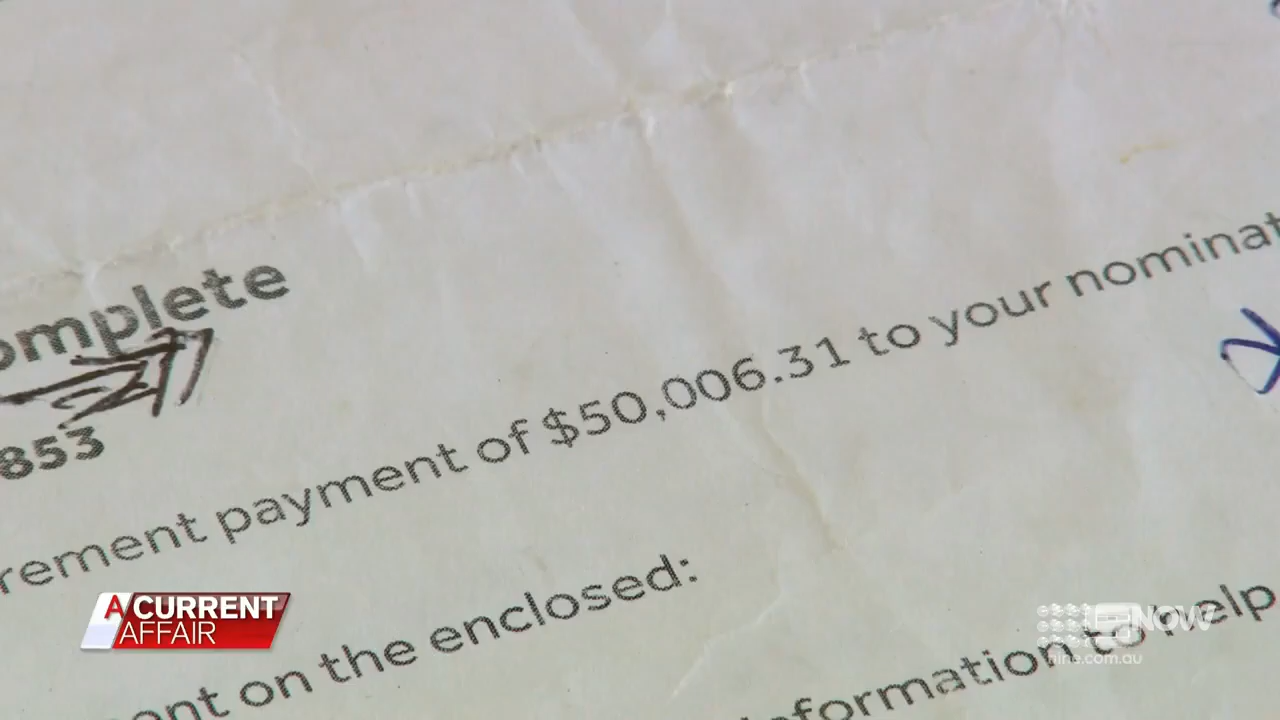 omplete
853
rement payment of $50,006.31 to your nominat
ent on the enclosed:
information to help
A CURRENT
AFFAIR
9NOW
nine.com.au